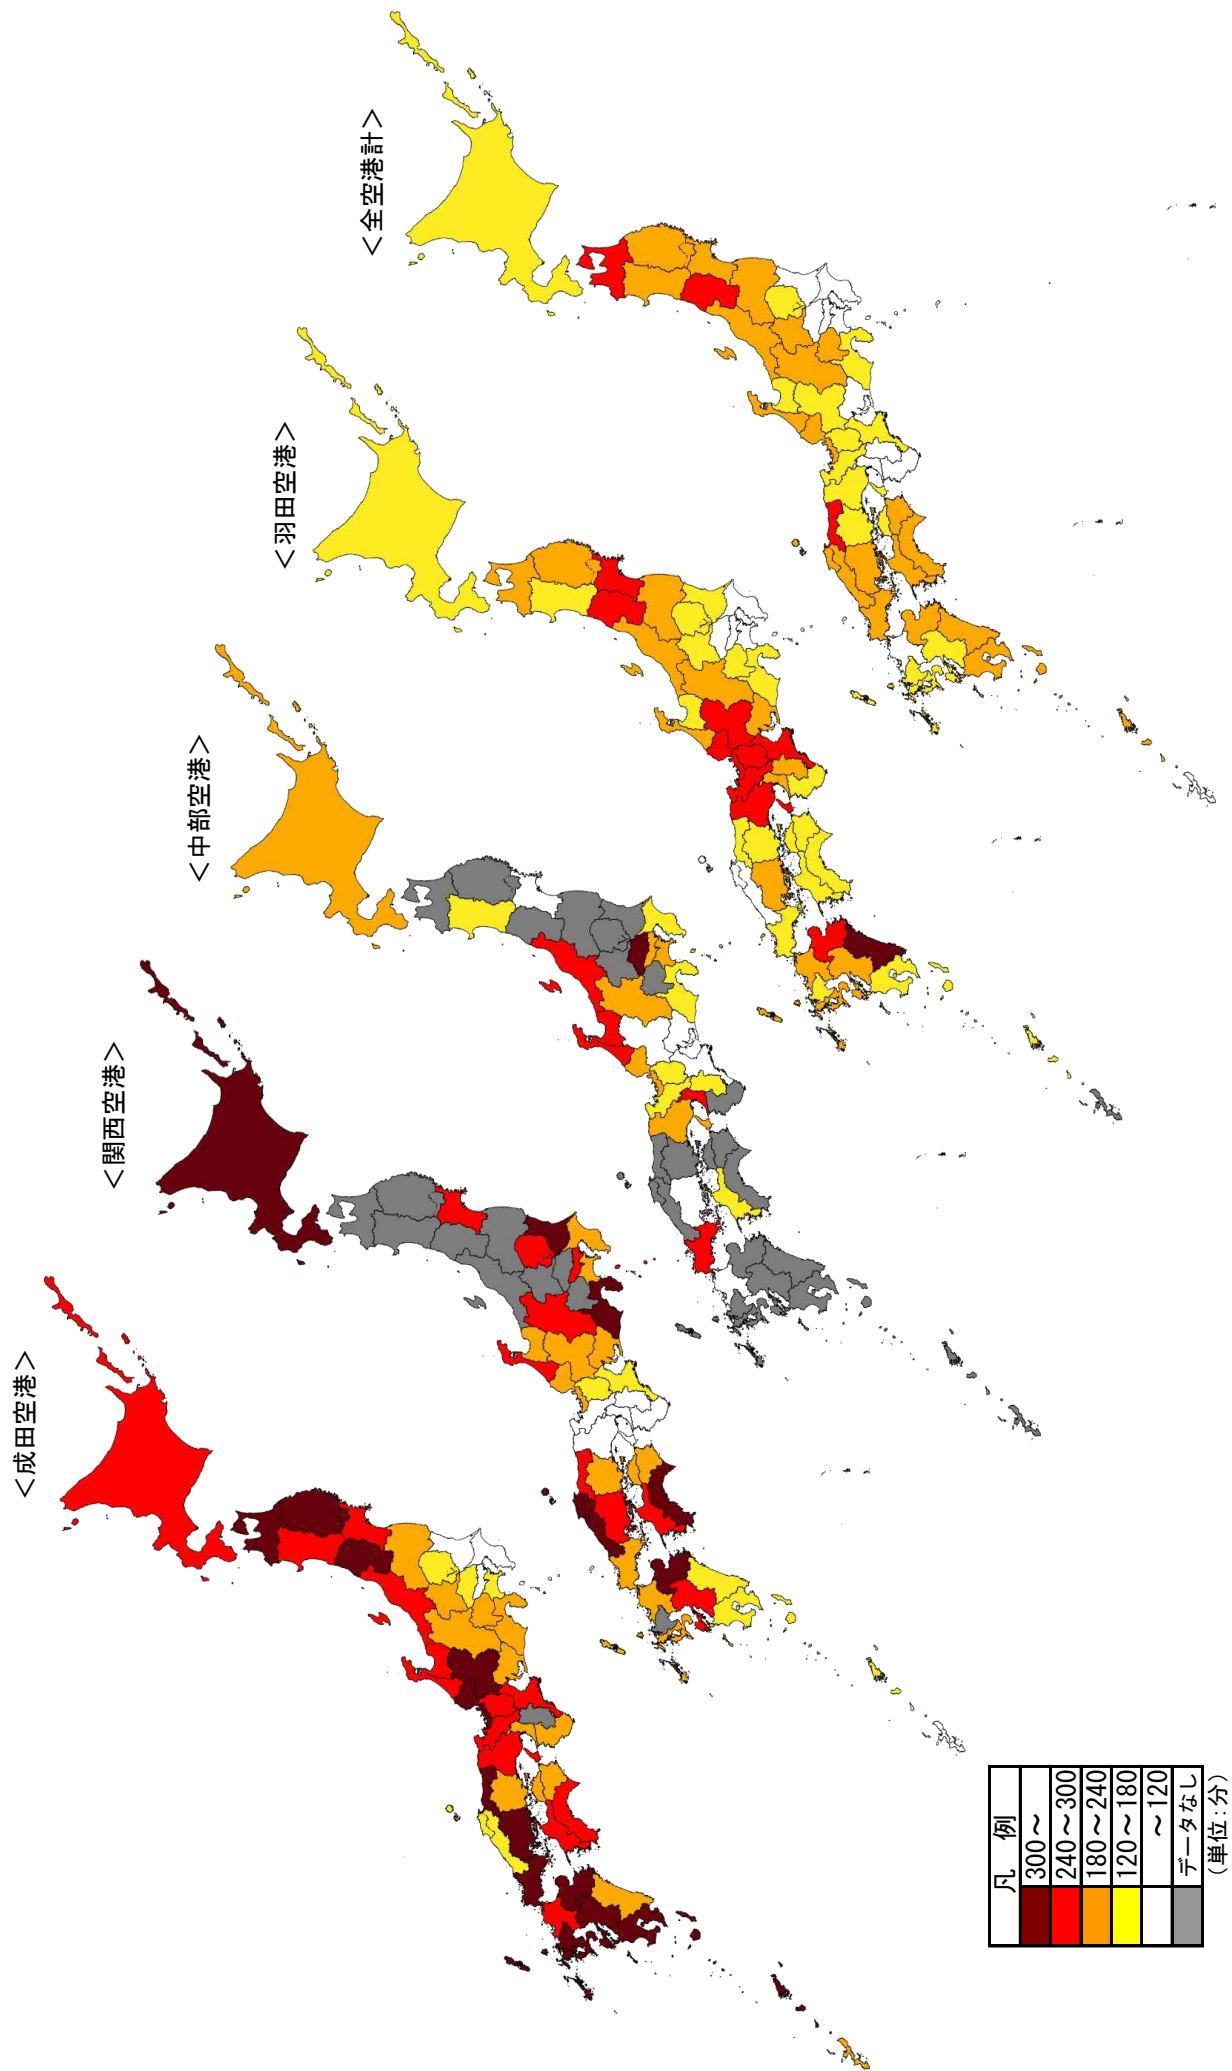 ＜成田空港＞
＜関西空港＞
＜中部空港＞
＜羽田空港＞
＜全空港計＞
凡　例
300～
240～300
180～240
120～180
～120
データなし
（単位：分）